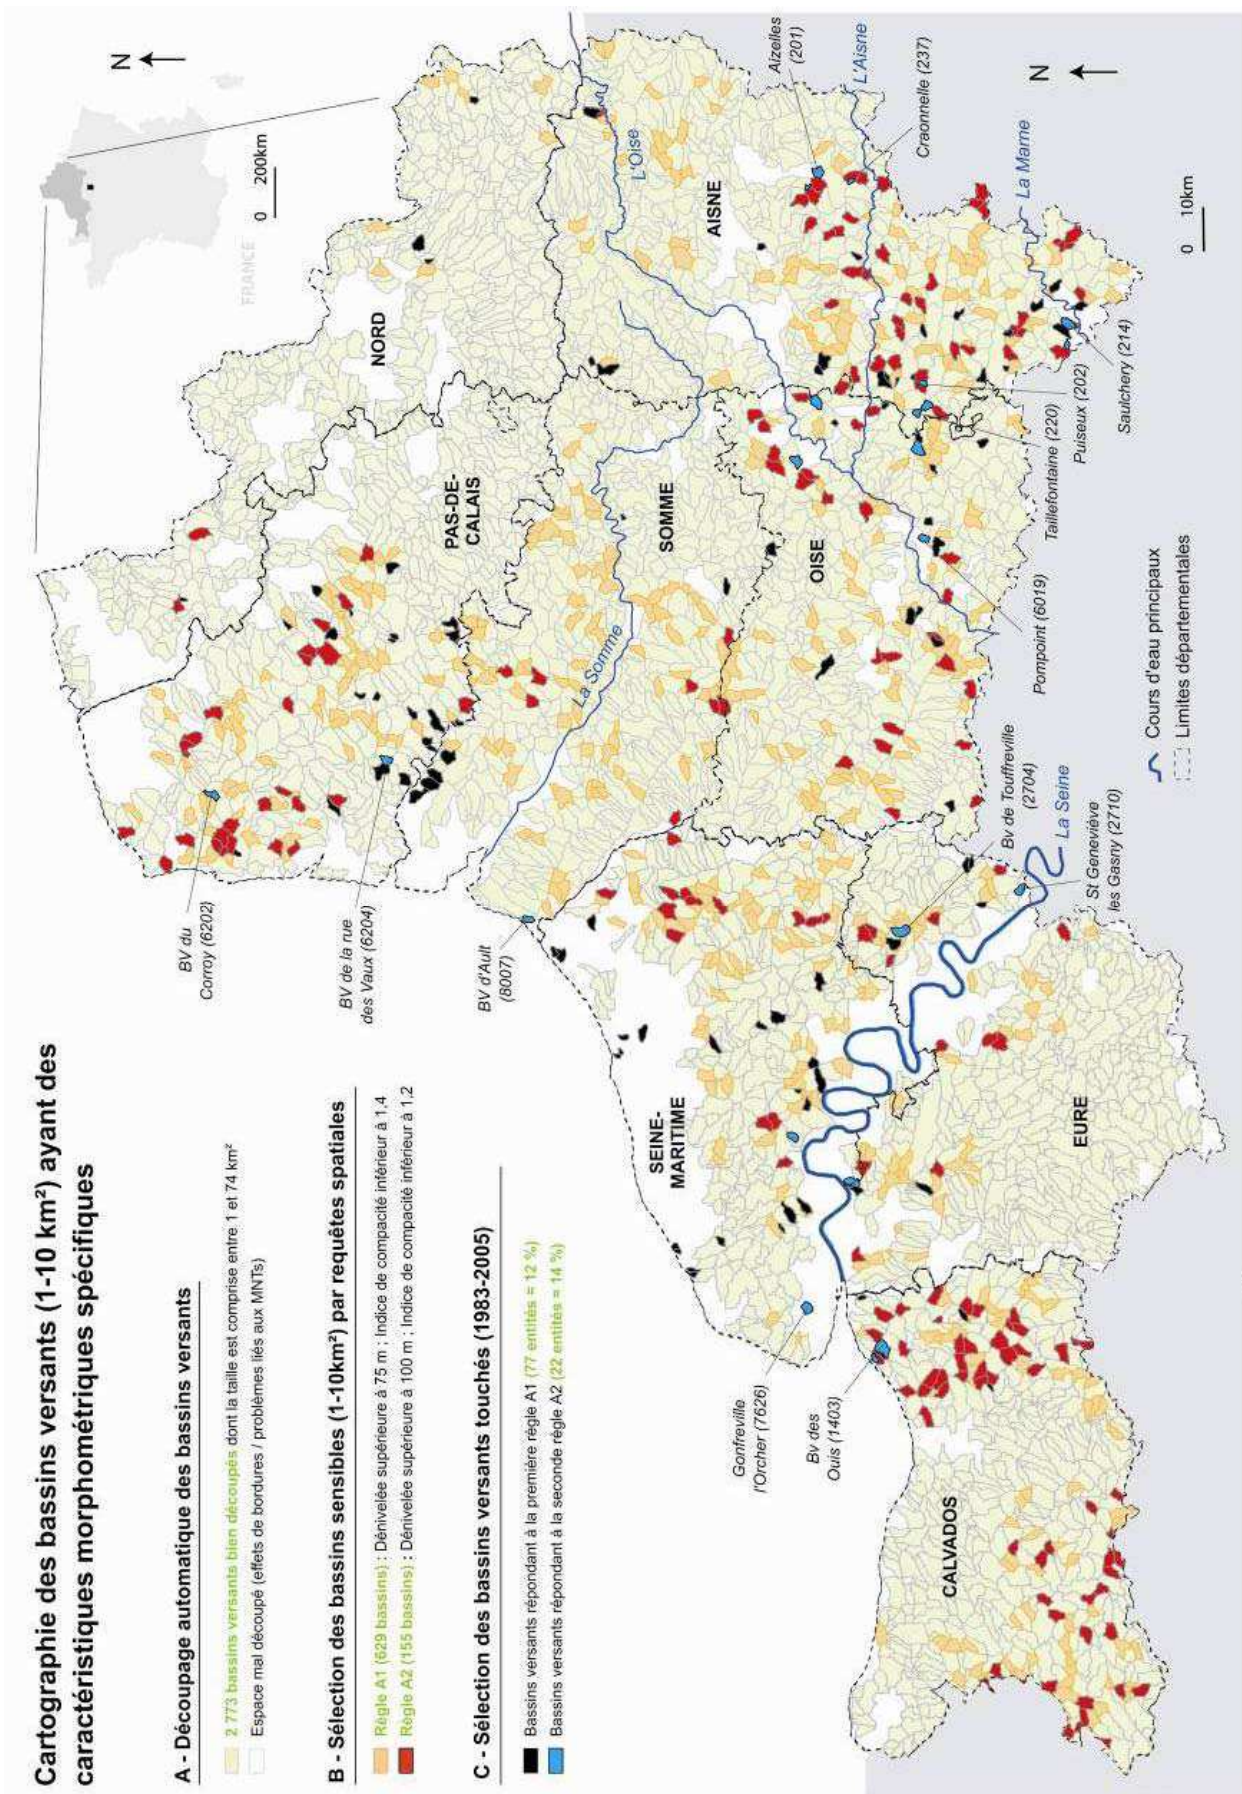 Cartographie des bassins versants (1-10 km²) ayant des
caractéristiques morphométriques spécifiques
A - Découpage automatique des bassins versants
2 773 bassins versants bien découpés dont la taille est comprise entre 1 et 74 km²
Espace mal découpé (effets de bordures / problèmes liés aux MNTs)
B - Sélection des bassins sensibles (1-10km²) par requêtes spatiales
Règle A1 (629 bassins) : Dénivelée supérieure à 75 m ; Indice de compacité inférieur à 1,4
Règle A2 (155 bassins) : Dénivelée supérieure à 100 m ; Indice de compacité inférieur à 1,2
C - Sélection des bassins versants touchés (1983-2005)
Bassins versants répondant à la première règle A1 (77 entités = 12 %)
Bassins versants répondant à la seconde règle A2 (22 entités = 14 %)
BV du
Corroy (6202)
BV de la rue
des Vaux (6204)
BV d'Ault
(8007)
Gonfreville
l'Orcher (7626)
Bv des
Ouis (1403)
NORD
PAS-DE-
CALAIS
SOMME
La Somme
AISNE
L'Oise
OISE
SEINE-
MARITIME
EURE
CALVADOS
FRANCE
0 200km
N
Aizelles
(201)
L'Aisne
Craonnelle (237)
N
La Marne
0 10km
Saulchery (214)
Puiseux (202)
Taillefontaine (220)
Pompoint (6019)
Bv de Touffreville
(2704)
La Seine
St Geneviève
les Gasny (2710)
Cours d'eau principaux
Limites départementales